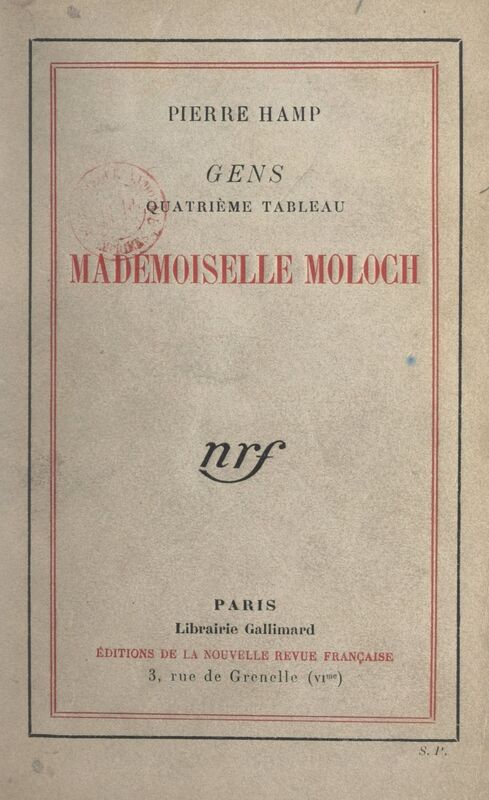 PIERRE HAMP
GENS
QUATRIÈME TABLEAU
MADEMOISELLE MOLOCH
nrf
PARIS
Librairie Gallimard
ÉDITIONS DE LA NOUVELLE REVUE FRANÇAISE
3, rue de Grenelle (VIme)
S. P.